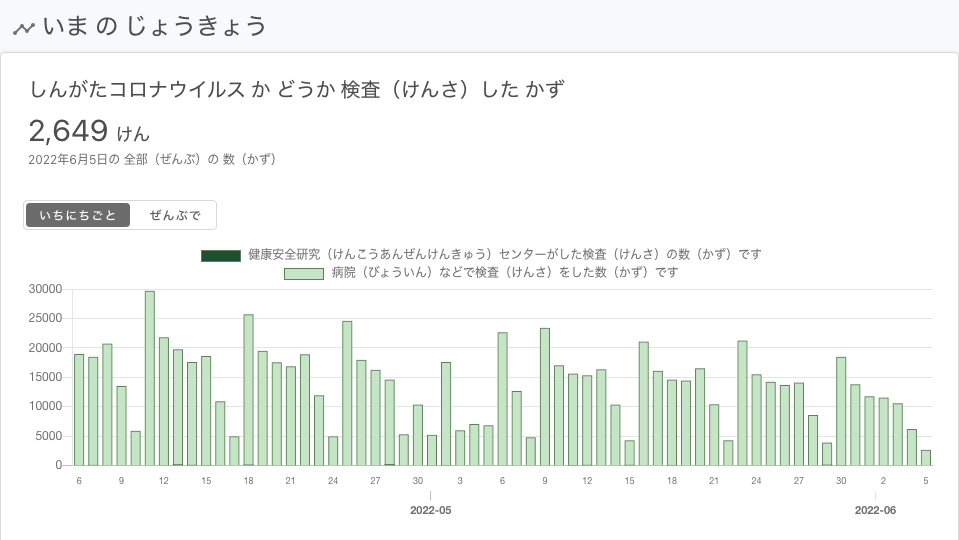 いま の じょうきょう
しんがたコロナウイルス か どうか 検査（けんさ）した かず
2,649 けん
2022年6月5日の 全部（ぜんぶ）の 数（かず）
いちにちごと ぜんぶで
健康安全研究（けんこうあんぜんけんきゅう）センターがした検査（けんさ）の数（かず）です
病院（びょういん）などで検査（けんさ）をした数（かず）です
30000
25000
20000
15000
10000
5000
0
6 9 12 15 18 21 24 27 30 3 6 9 12 15 18 21 24 27 30 2 5
2022-05 2022-06